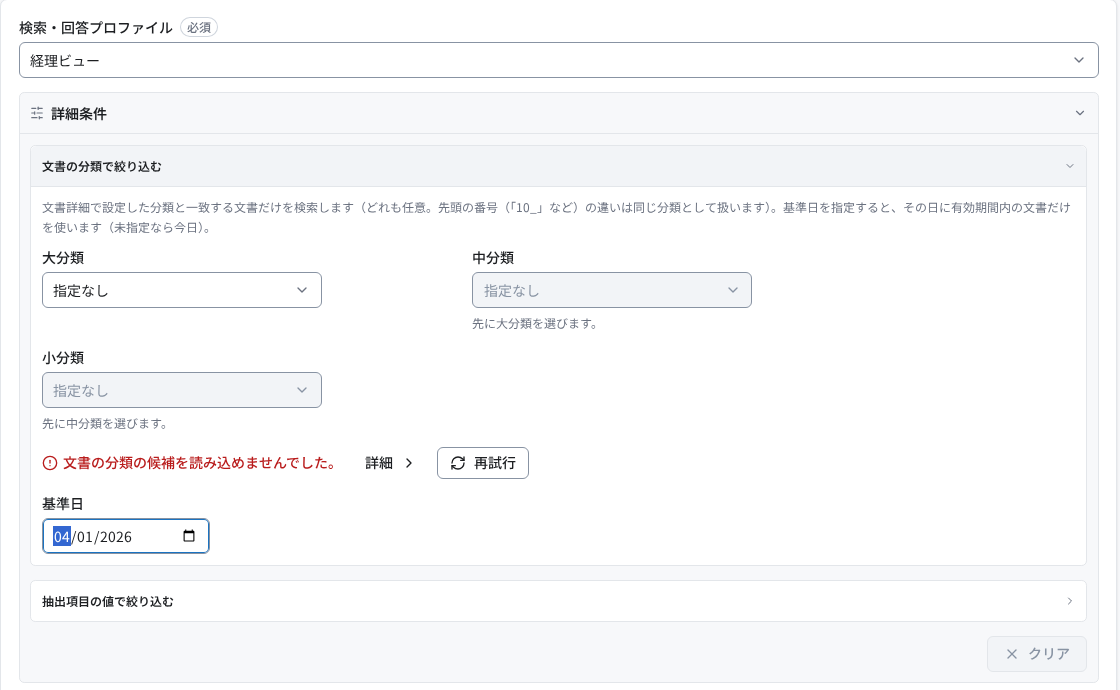 検索・回答プロファイル 必須
経理ビュー
詳細条件
文書の分類で絞り込む
文書詳細で設定した分類と一致する文書だけを検索します（どれも任意。先頭の番号（「10_」など）の違いは同じ分類として扱います）。基準日を指定すると、その日に有効期間内の文書だけ
を使います（未指定なら今日）。
大分類 中分類
指定なし 指定なし
先に大分類を選びます。
小分類
指定なし
先に中分類を選びます。
文書の分類の候補を読み込めませんでした。 詳細 再試行
基準日
04/01/2026
抽出項目の値で絞り込む
クリア